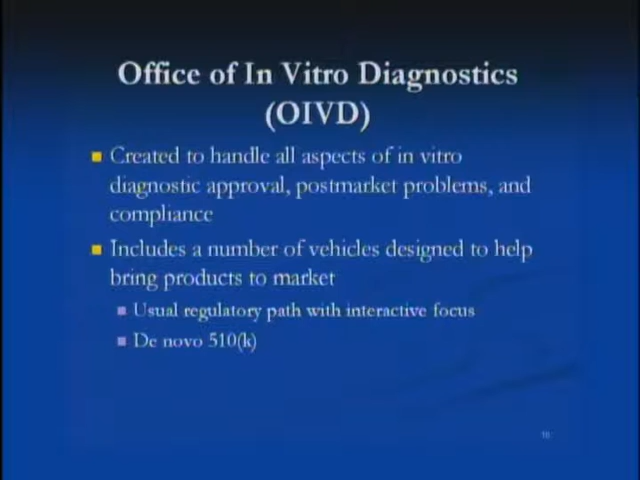 Office of In Vitro Diagnostics
(OIVD)
Created to handle all aspects of in vitro
diagnostic approval, postmarket problems, and
compliance
Includes a number of vehicles designed to help
bring products to market
Usual regulatory path with interactive focus
De novo 510(k)